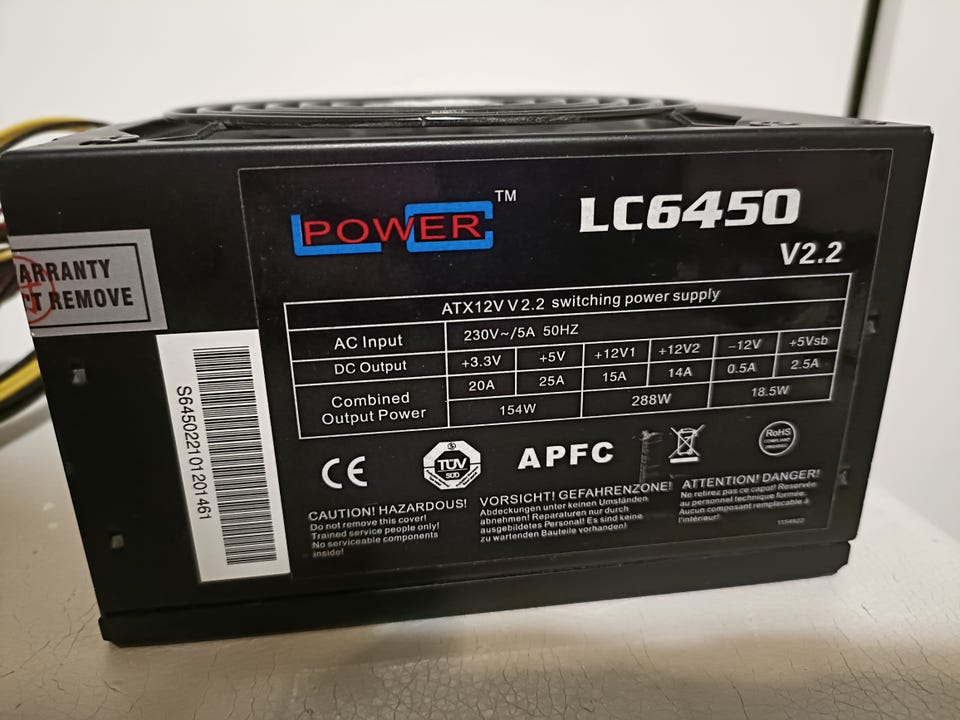 POWER TM
LC6450
V2.2
ARRANTY
T REMOVE
ATX12V V2.2 switching power supply
AC Input 230V~/5A 50HZ
DC Output +3.3V +5V +12V1 +12V2 -12V +5Vsb
20A 25A 15A 14A 0.5A 2.5A
Combined Output Power 154W 288W 18.5W
S645022101201461
CE
TÜV
SÜD
APFC
RoHS
COMPLIANT
CAUTION! HAZARDOUS!
Do not remove this cover!
Trained service people only!
No serviceable components
inside!
VORSICHT! GEFAHRENZONE!
Abdeckungen unter keinen Umständen
abnehmen! Reparaturen nur durch
ausgebildetes Personal! Es sind keine
zu wartenden Bauteile vorhanden!
ATTENTION! DANGER!
Ne retirez pas ce capot! Reservée
au personnel technique formée.
Aucun composant remplacable à
l'intérieur!